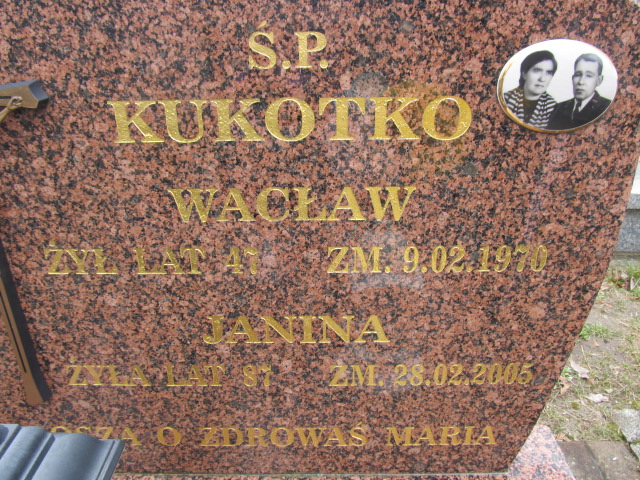 Ś.P.
KUKOTKO
WACŁAW
ŻYŁ LAT 47 ZM. 9.02.1970
JANINA
ŻYŁA LAT 87 ZM. 28.02.2005
O ZDROWAŚ MARIA